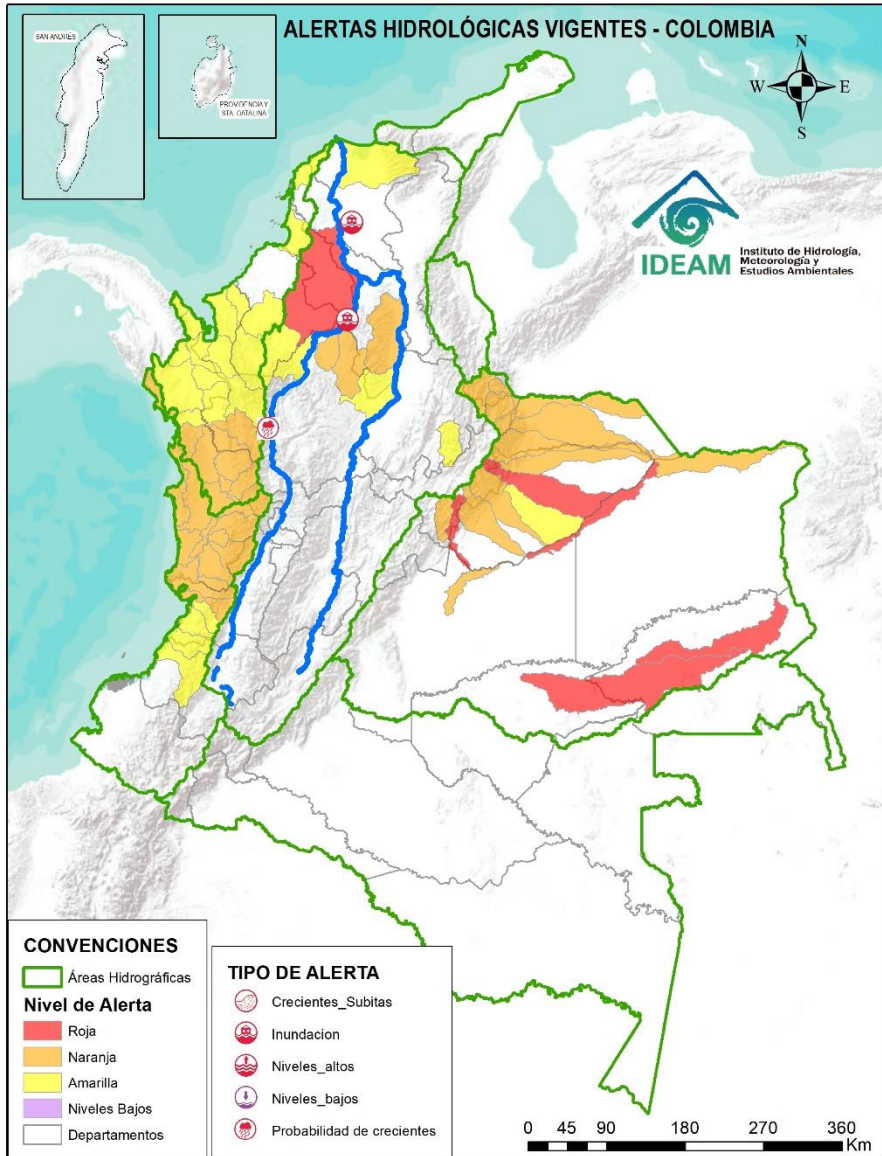 ALERTAS HIDROLÓGICAS VIGENTES - COLOMBIA
SAN ANDRÉS
PROVIDENCIA Y
STA. CATALINA
N
W
E
S
IDEAM
Instituto de Hidrología,
Meteorología y
Estudios Ambientales
CONVENCIONES
Áreas Hidrográficas
Nivel de Alerta
Roja
Naranja
Amarilla
Niveles Bajos
Departamentos
TIPO DE ALERTA
Crecientes_Subitas
Inundacion
Niveles_altos
Niveles_bajos
Probabilidad de crecientes
0 45 90 180 270 360
Km